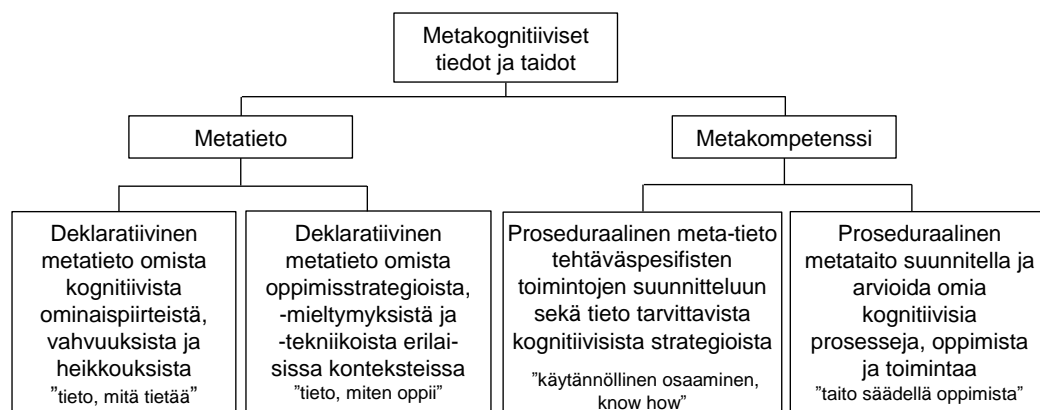 Metakognitiiviset
tiedot ja taidot
Metatieto
Metakompetenssi
Deklaratiivinen
metatieto omista
kognitiivista
ominaispiirteistä,
vahvuuksista ja
heikkouksista
”tieto, mitä tietää”
Deklaratiivinen
metatieto omista
oppimisstrategioista,
-mieltymyksistä ja
-tekniikoista erilai-
sissa konteksteissa
”tieto, miten oppii”
Proseduraalinen meta-tieto
tehtäväspesifisten
toimintojen suunnitteluun
sekä tieto tarvittavista
kognitiivisista strategioista
”käytännöllinen osaaminen,
know how”
Proseduraalinen
metataito suunnitella ja
arvioida omia
kognitiivisia
prosesseja, oppimista
ja toimintaa
”taito säädellä oppimista”